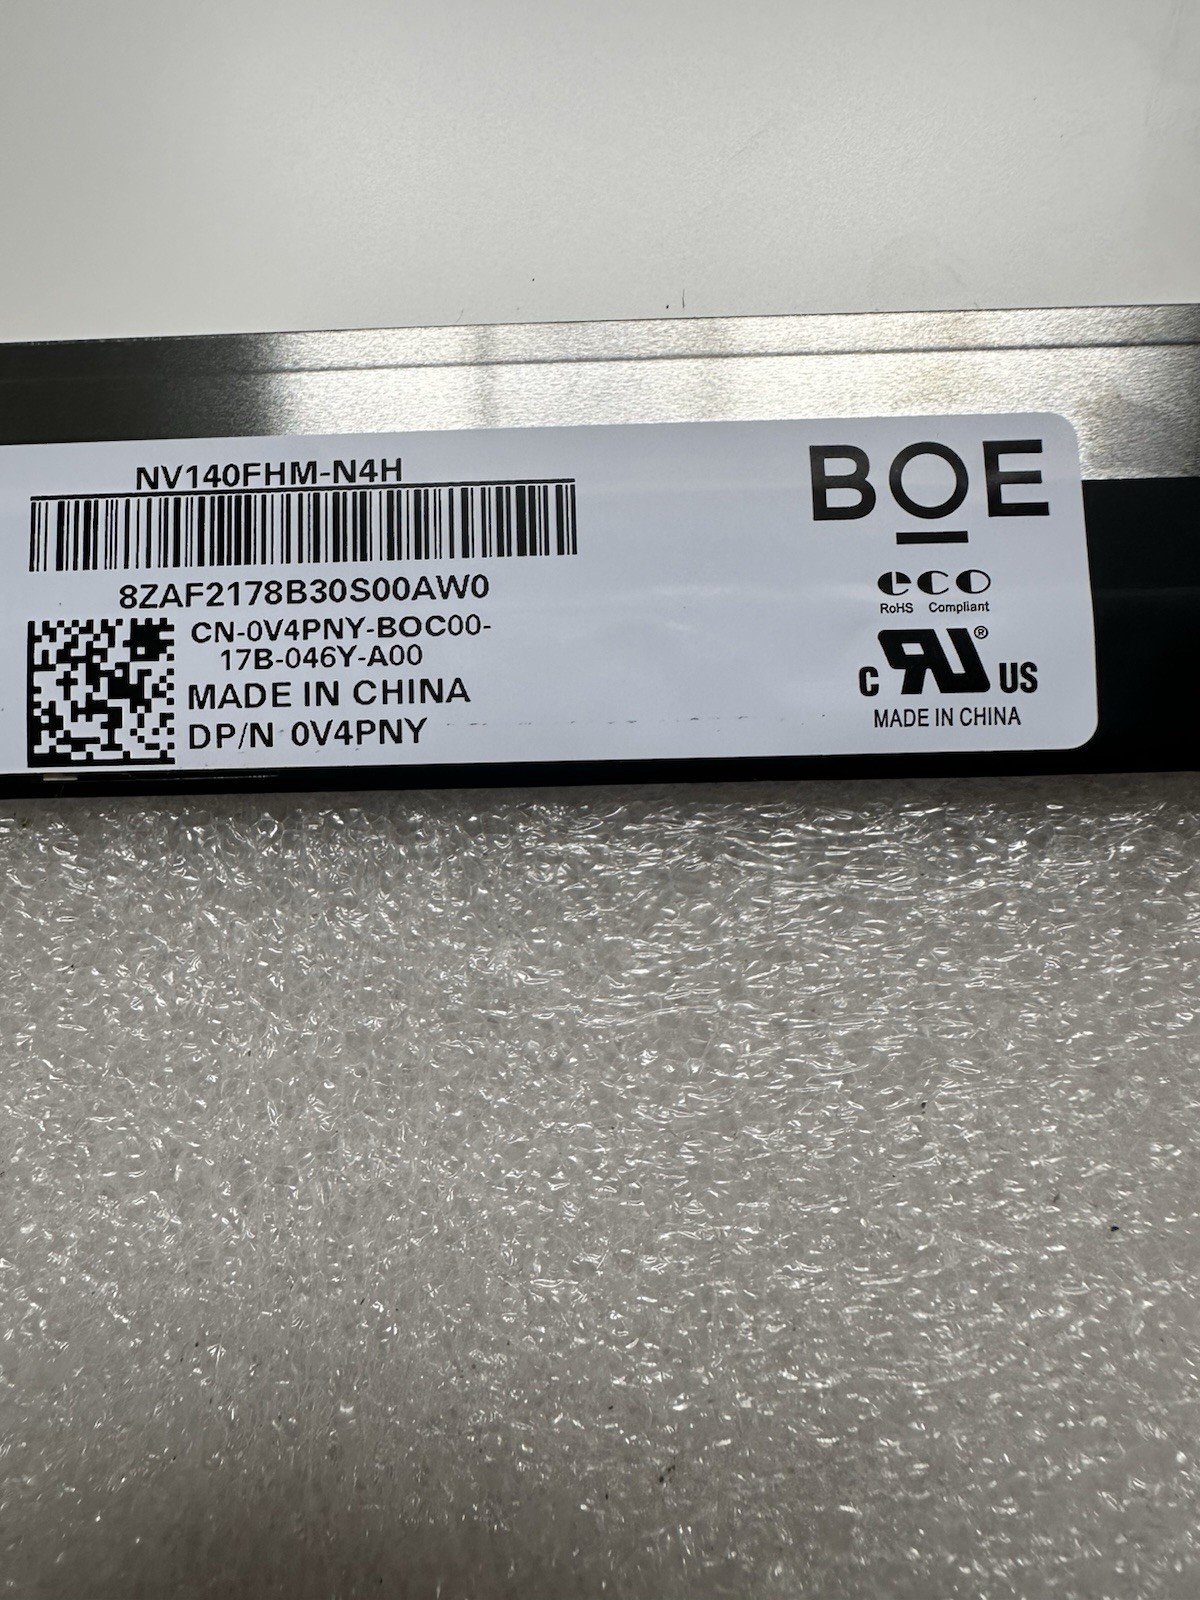 NV140FHM-N4H
8ZAF2178B30S00AW0
CN-0V4PNY-BOC00-
17B-046Y-A00
MADE IN CHINA
DP/N 0V4PNY
BOE
eco
RoHS Compliant
c RU ® US
MADE IN CHINA